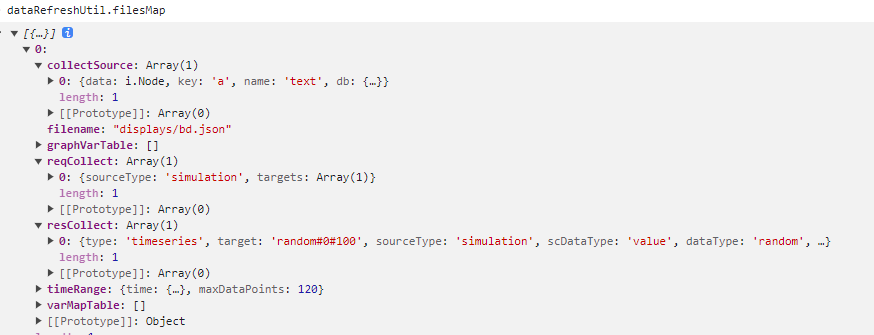 dataRefreshUtil.filesMap
▼ [{…}] i
▼ 0:
▼ collectSource: Array(1)
▶ 0: {data: i.Node, key: 'a', name: 'text', db: {…}}
length: 1
▶ [[Prototype]]: Array(0)
filename: "displays/bd.json"
▶ graphVarTable: []
▼ reqCollect: Array(1)
▶ 0: {sourceType: 'simulation', targets: Array(1)}
length: 1
▶ [[Prototype]]: Array(0)
▼ resCollect: Array(1)
▶ 0: {type: 'timeseries', target: 'random#0#100', sourceType: 'simulation', scDataType: 'value', dataType: 'random', …}
length: 1
▶ [[Prototype]]: Array(0)
▶ timeRange: {time: {…}, maxDataPoints: 120}
▶ varMapTable: []
▶ [[Prototype]]: Object